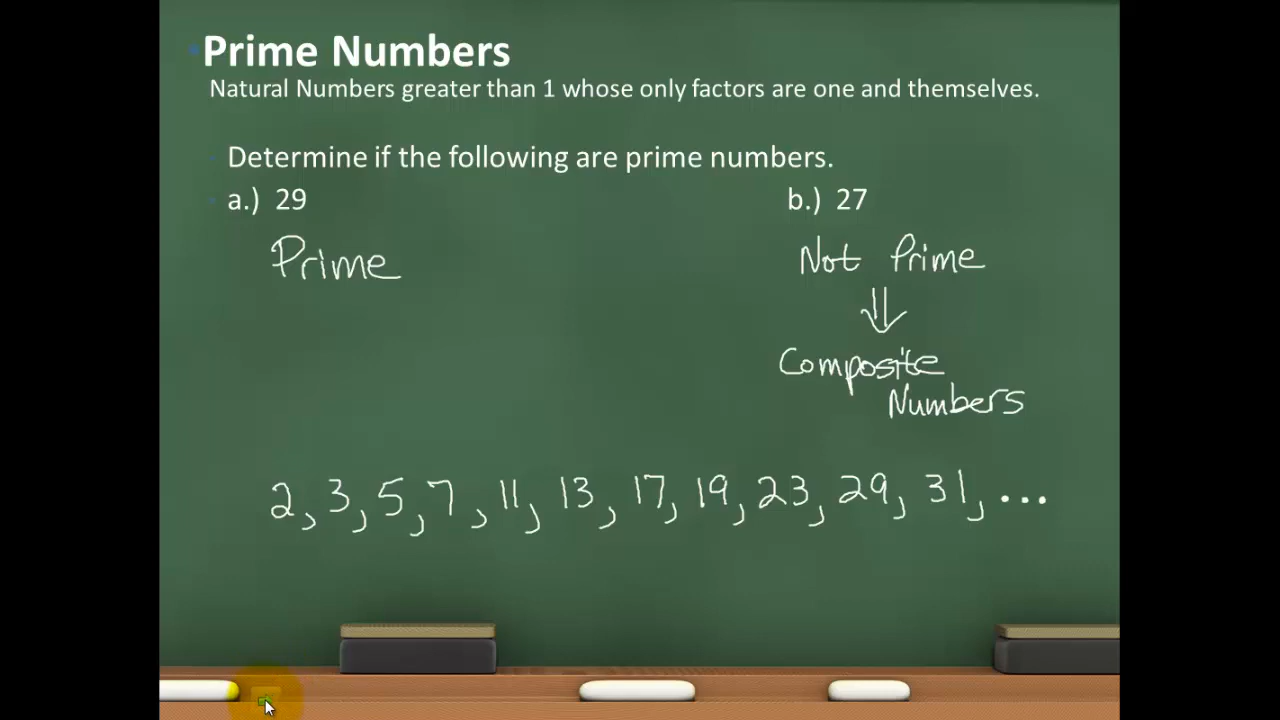 Prime Numbers
Natural Numbers greater than 1 whose only factors are one and themselves.
Determine if the following are prime numbers.
a.) 29 b.) 27
Prime Not Prime
Composite
Numbers
2, 3, 5, 7, 11, 13, 17, 19, 23, 29, 31, ...